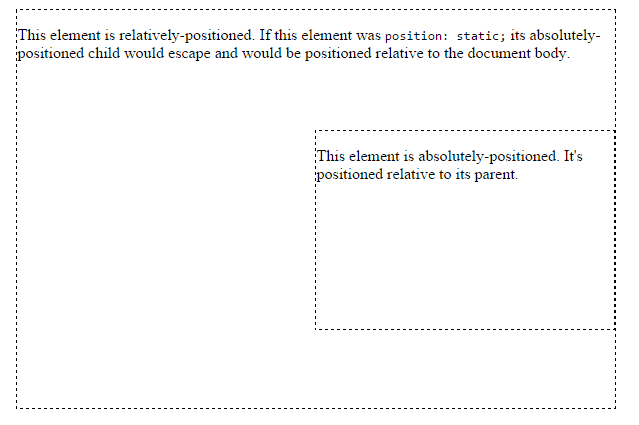 This element is relatively-positioned. If this element was position: static; its absolutely-
positioned child would escape and would be positioned relative to the document body.
This element is absolutely-positioned. It's
positioned relative to its parent.